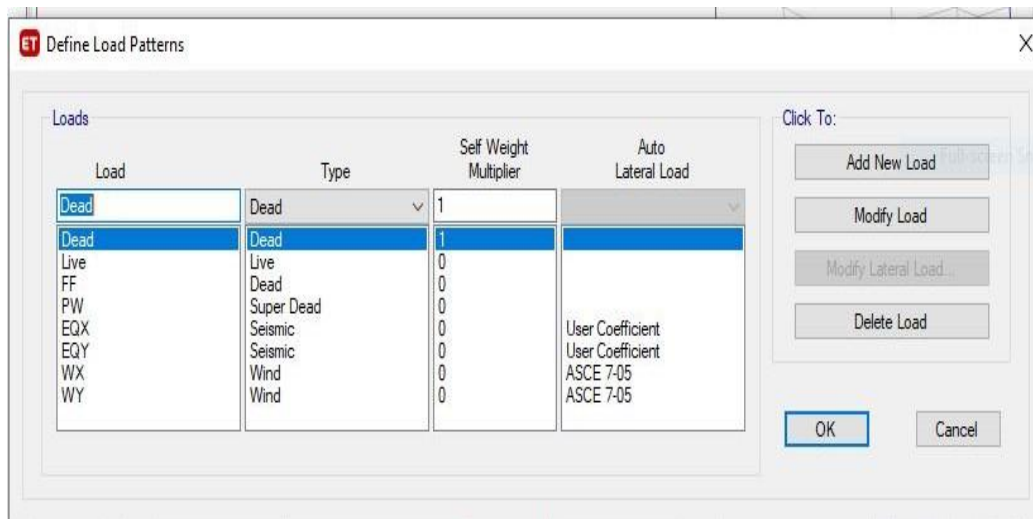 ET Define Load Patterns X
Loads
Click To:
Load Type Self Weight Multiplier Auto Lateral Load
Dead Dead 1
Dead Dead 1
Live Live 0
FF Dead 0
PW Super Dead 0
EQX Seismic 0 User Coefficient
EQY Seismic 0 User Coefficient
WX Wind 0 ASCE 7-05
WY Wind 0 ASCE 7-05
Add New Load
Modify Load
Modify Lateral Load...
Delete Load
OK Cancel